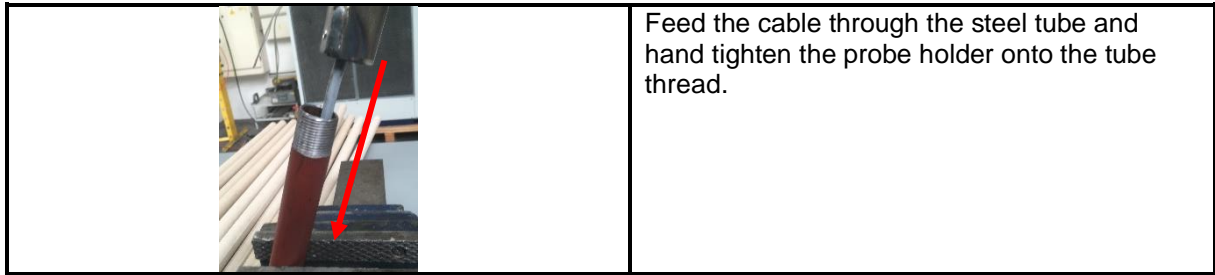 Feed the cable through the steel tube and
hand tighten the probe holder onto the tube
thread.